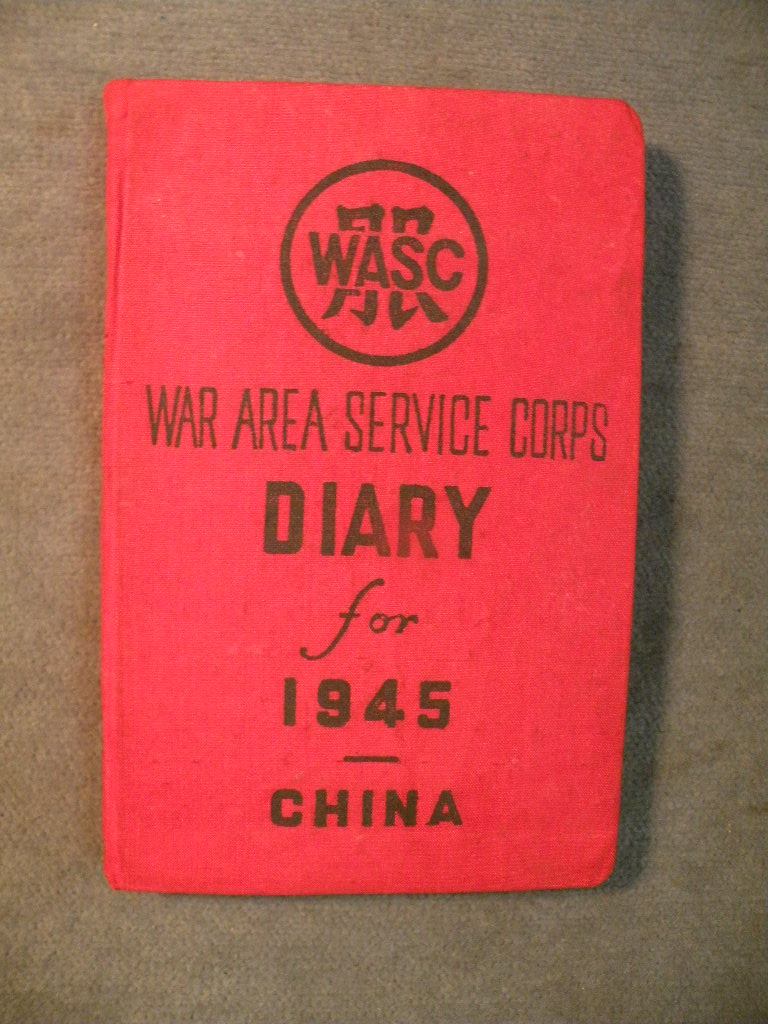 WASC
WAR AREA SERVICE CORPS
DIARY
for
1945
—
CHINA